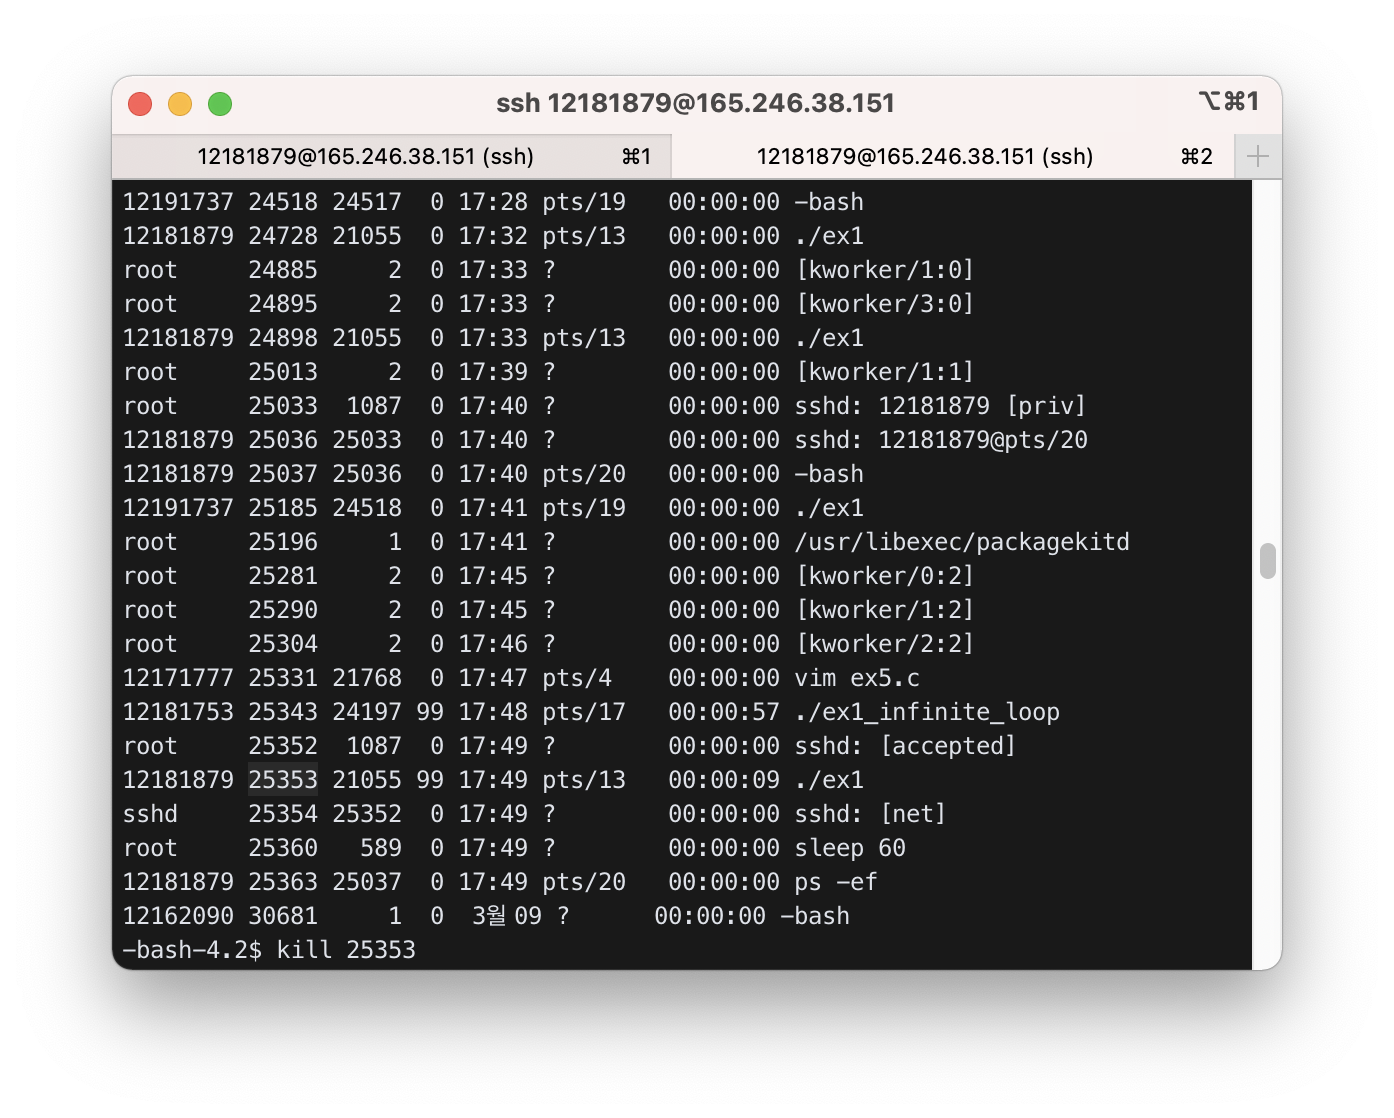 ssh 12181879@165.246.38.151 ⌥⌘1
12181879@165.246.38.151 (ssh) ⌘1 12181879@165.246.38.151 (ssh) ⌘2 +
12191737 24518 24517  0 17:28 pts/19   00:00:00 -bash
12181879 24728 21055  0 17:32 pts/13   00:00:00 ./ex1
root     24885     2  0 17:33 ?        00:00:00 [kworker/1:0]
root     24895     2  0 17:33 ?        00:00:00 [kworker/3:0]
12181879 24898 21055  0 17:33 pts/13   00:00:00 ./ex1
root     25013     2  0 17:39 ?        00:00:00 [kworker/1:1]
root     25033  1087  0 17:40 ?        00:00:00 sshd: 12181879 [priv]
12181879 25036 25033  0 17:40 ?        00:00:00 sshd: 12181879@pts/20
12181879 25037 25036  0 17:40 pts/20   00:00:00 -bash
12191737 25185 24518  0 17:41 pts/19   00:00:00 ./ex1
root     25196     1  0 17:41 ?        00:00:00 /usr/libexec/packagekitd
root     25281     2  0 17:45 ?        00:00:00 [kworker/0:2]
root     25290     2  0 17:45 ?        00:00:00 [kworker/1:2]
root     25304     2  0 17:46 ?        00:00:00 [kworker/2:2]
12171777 25331 21768  0 17:47 pts/4    00:00:00 vim ex5.c
12181753 25343 24197 99 17:48 pts/17   00:00:57 ./ex1_infinite_loop
root     25352  1087  0 17:49 ?        00:00:00 sshd: [accepted]
12181879 25353 21055 99 17:49 pts/13   00:00:09 ./ex1
sshd     25354 25352  0 17:49 ?        00:00:00 sshd: [net]
root     25360   589  0 17:49 ?        00:00:00 sleep 60
12181879 25363 25037  0 17:49 pts/20   00:00:00 ps -ef
12162090 30681     1  0  3월 09 ?      00:00:00 -bash
-bash-4.2$ kill 25353